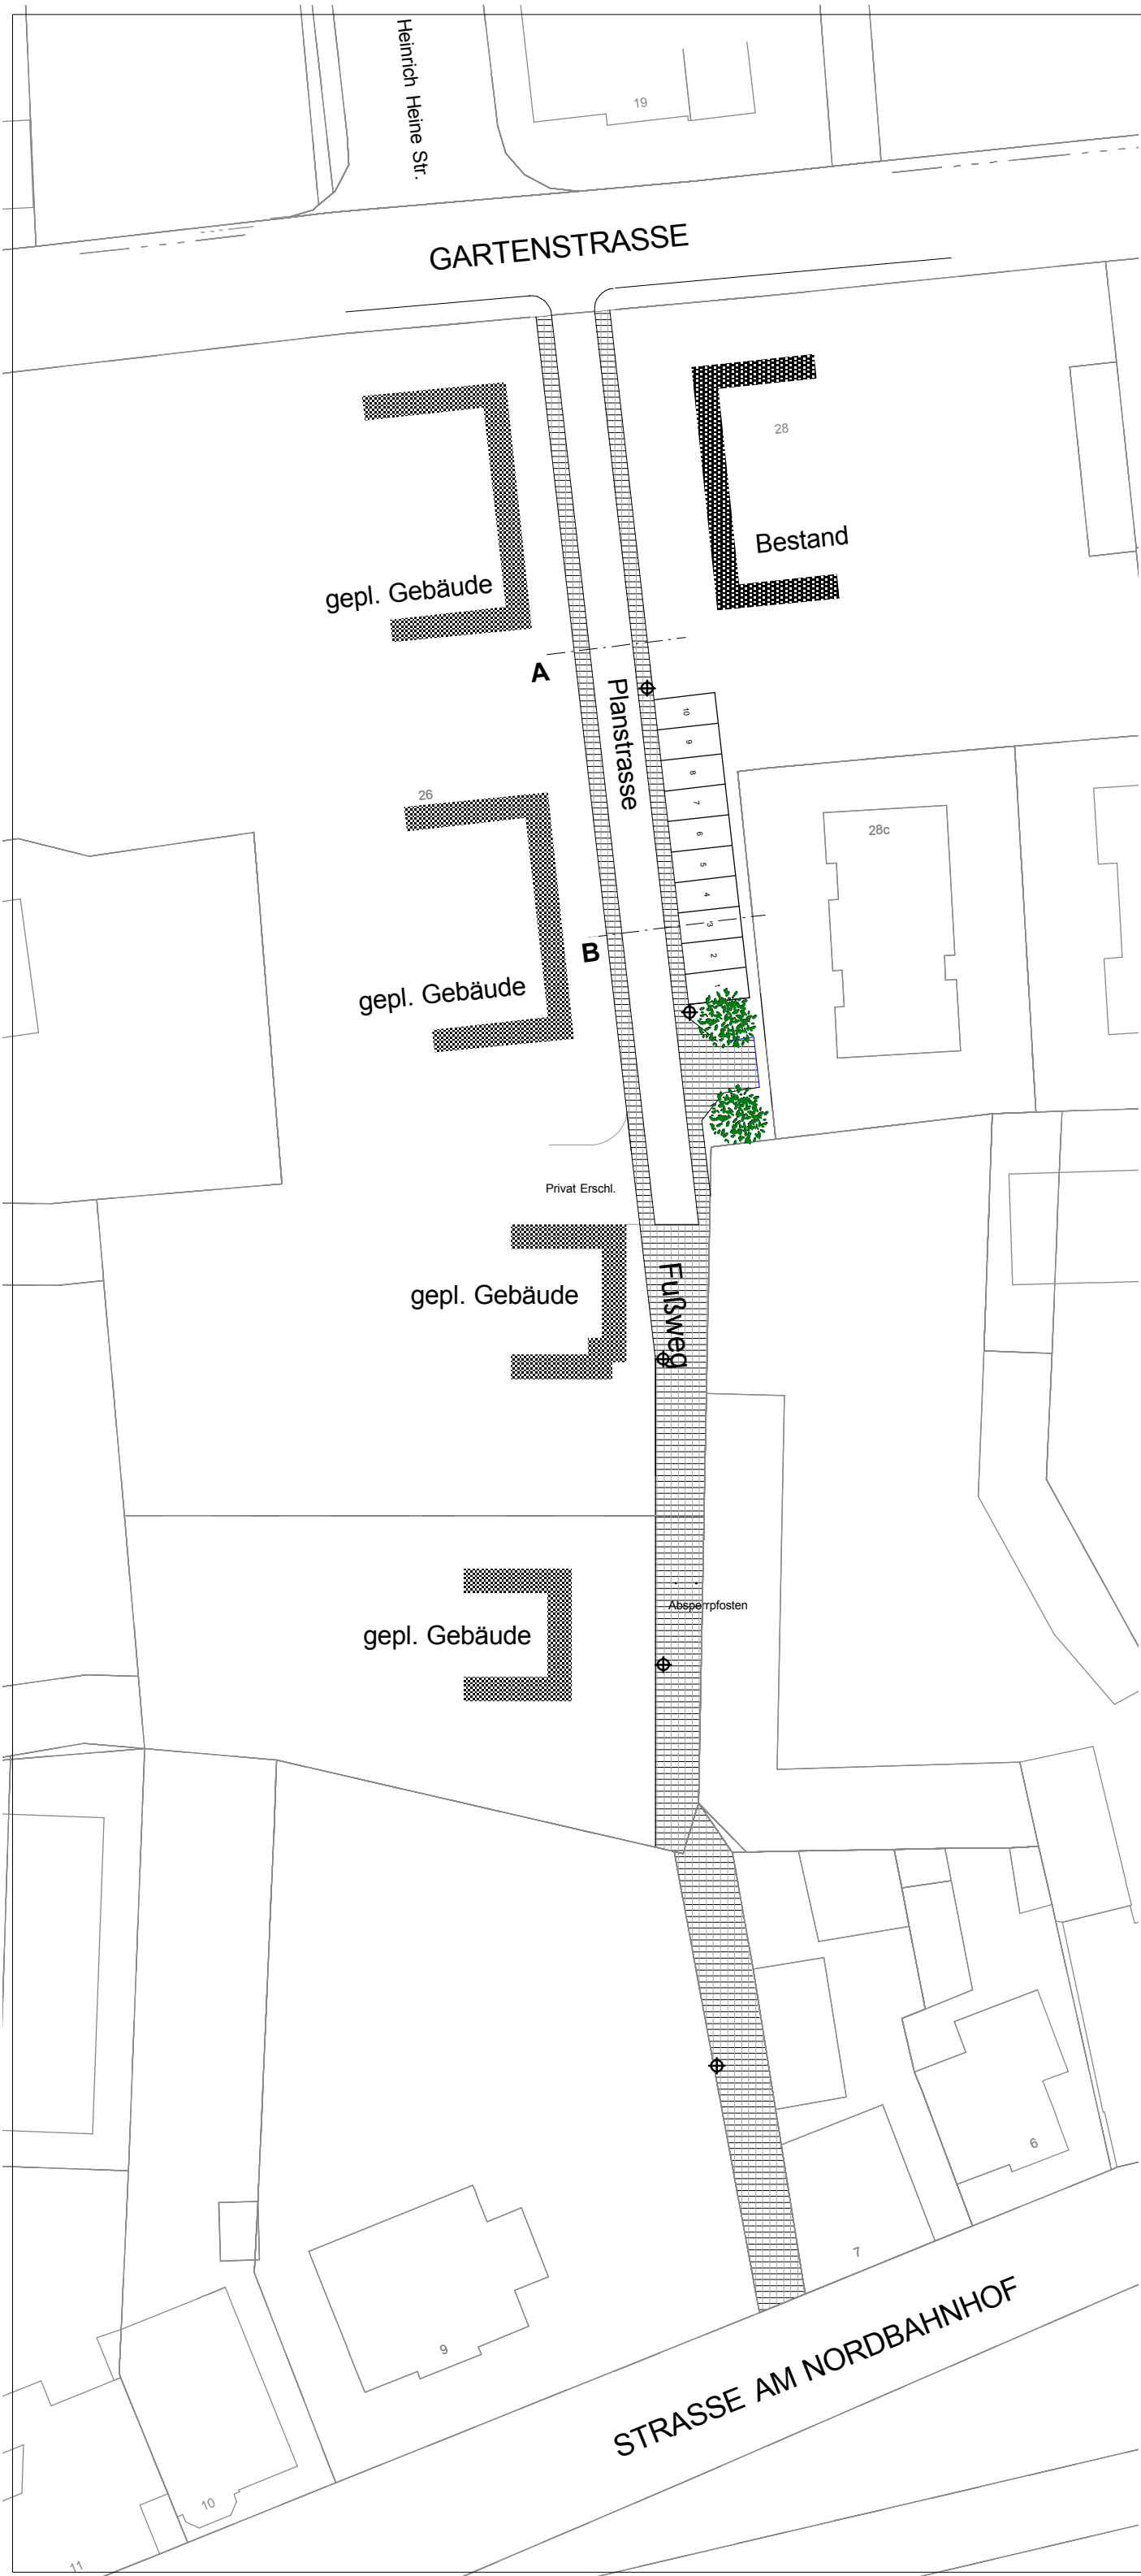 Heinrich Heine Str.
19
GARTENSTRASSE
28
Bestand
gepl. Gebäude
A
Planstrasse
10
9
8
7
6
5
4
3
2
1
26
28c
B
gepl. Gebäude
Privat Erschl.
gepl. Gebäude
Fußweg
Absperrpfosten
gepl. Gebäude
6
7
9
STRASSE AM NORDBAHNHOF
10
11